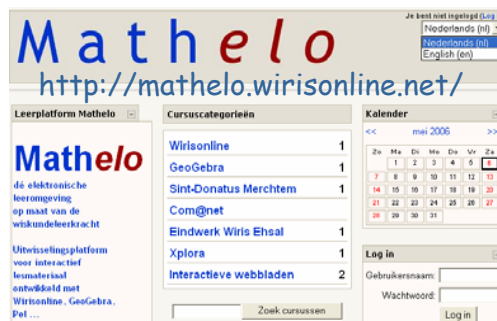 Je bent niet ingelogd (Log
Mathelo
Nederlands (nl)
Nederlands (nl)
English (en)
http://mathelo.wirisonline.net/
Leerplatform Mathelo
Mathelo
dé elektronische
leeromgeving
op maat van de
wiskundeleerkracht
Uitwisselingsplatform
voor interactief
lesmateriaal
ontwikkeld met
Wirisonline, GeoGebra,
Pel ...
Cursuscategorieën
Wirisonline 1
GeoGebra 1
Sint-Donatus Merchtem 1
Com@net
Eindwerk Wiris Ehsal 1
Xplora 1
Interactieve webbladen 2
Zoek cursussen
Kalender
<< mei 2006 >>
Zo Ma Di Wo Do Vr Za
1 2 3 4 5 6
7 8 9 10 11 12 13
14 15 16 17 18 19 20
21 22 23 24 25 26 27
28 29 30 31
Log in
Gebruikersnaam:
Wachtwoord:
Log in